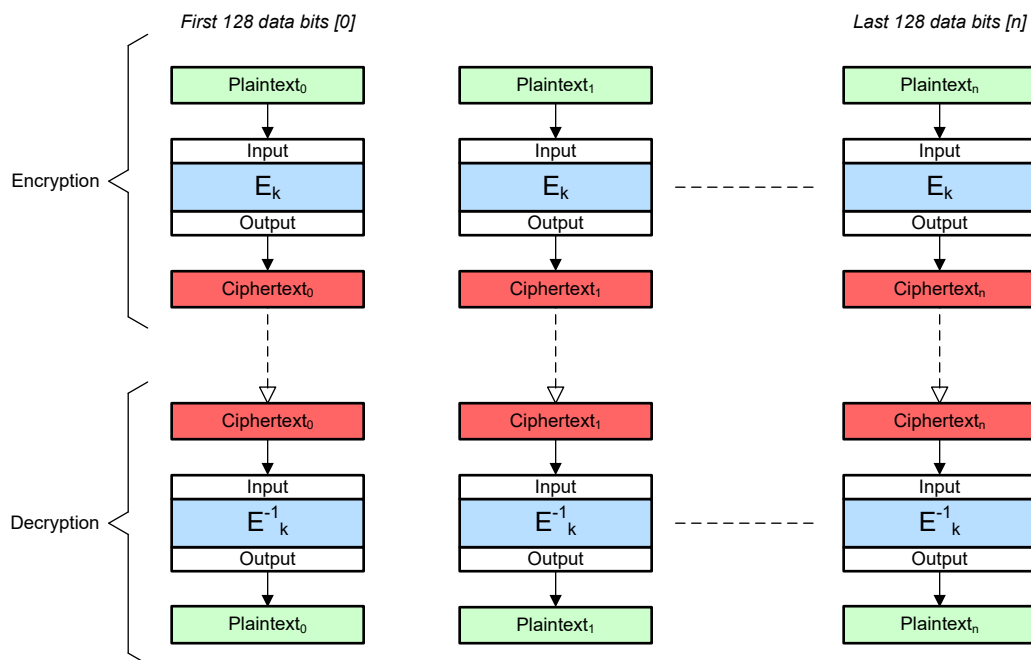 First 128 data bits [0] Last 128 data bits [n]
Plaintext₀ Plaintext₁ Plaintextₙ
Input Input Input
Encryption Eₖ Eₖ Eₖ
Output Output Output
Ciphertext₀ Ciphertext₁ Ciphertextₙ
Ciphertext₀ Ciphertext₁ Ciphertextₙ
Input Input Input
Decryption E⁻¹ₖ E⁻¹ₖ E⁻¹ₖ
Output Output Output
Plaintext₀ Plaintext₁ Plaintextₙ